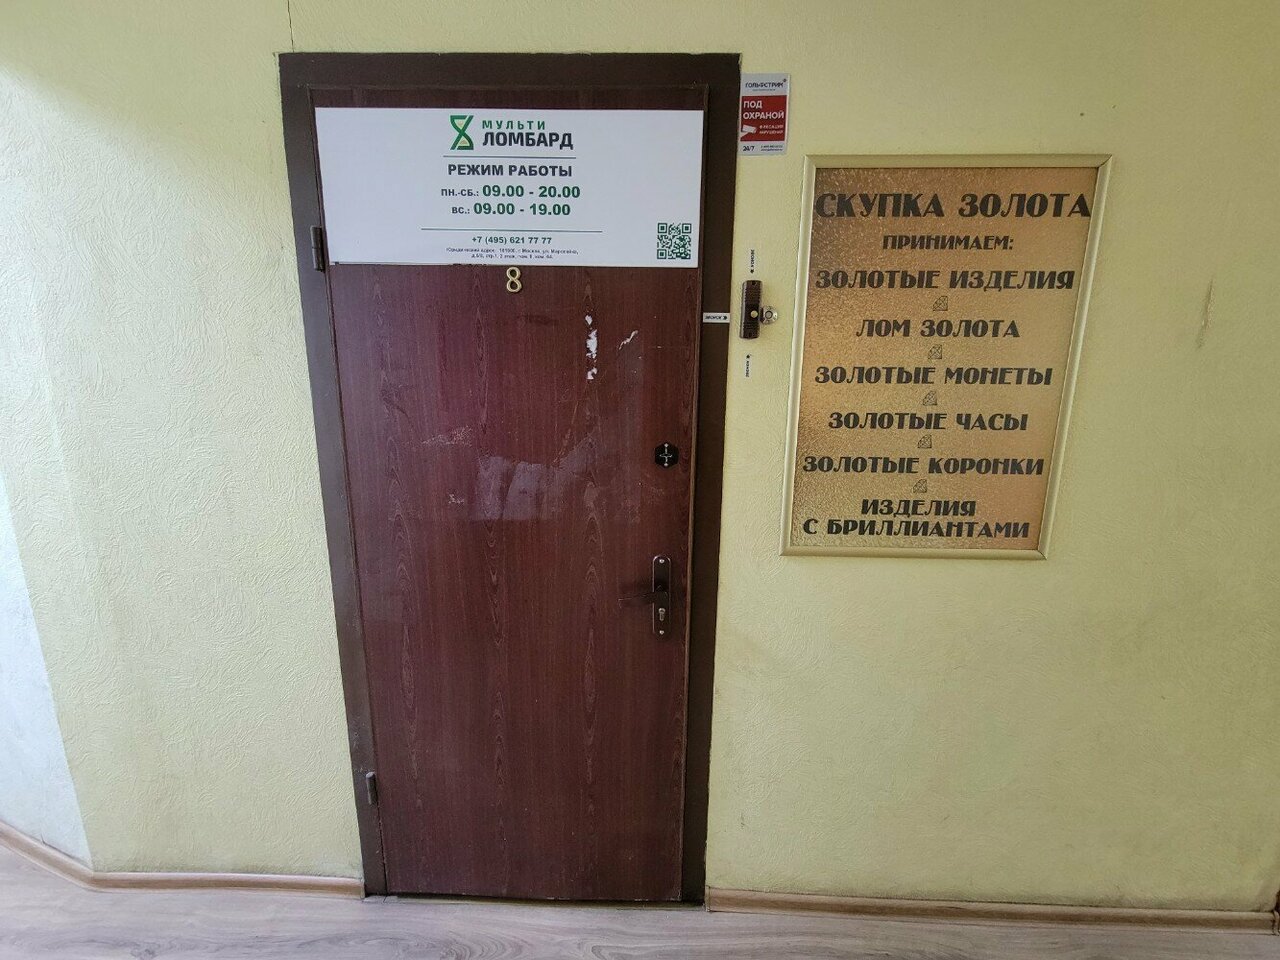 МУЛЬТИ
ЛОМБАРД
РЕЖИМ РАБОТЫ
ПН.-СБ.: 09.00 - 20.00
ВС.: 09.00 - 19.00
+7 (495) 621 77 77
8
ГОЛЬФСТРИМ
ПОД
ОХРАНОЙ
24/7
ЗВОНОК
СКУПКА ЗОЛОТА
ПРИНИМАЕМ:
ЗОЛОТЫЕ ИЗДЕЛИЯ
ЛОМ ЗОЛОТА
ЗОЛОТЫЕ МОНЕТЫ
ЗОЛОТЫЕ ЧАСЫ
ЗОЛОТЫЕ КОРОНКИ
ИЗДЕЛИЯ
С БРИЛЛИАНТАМИ